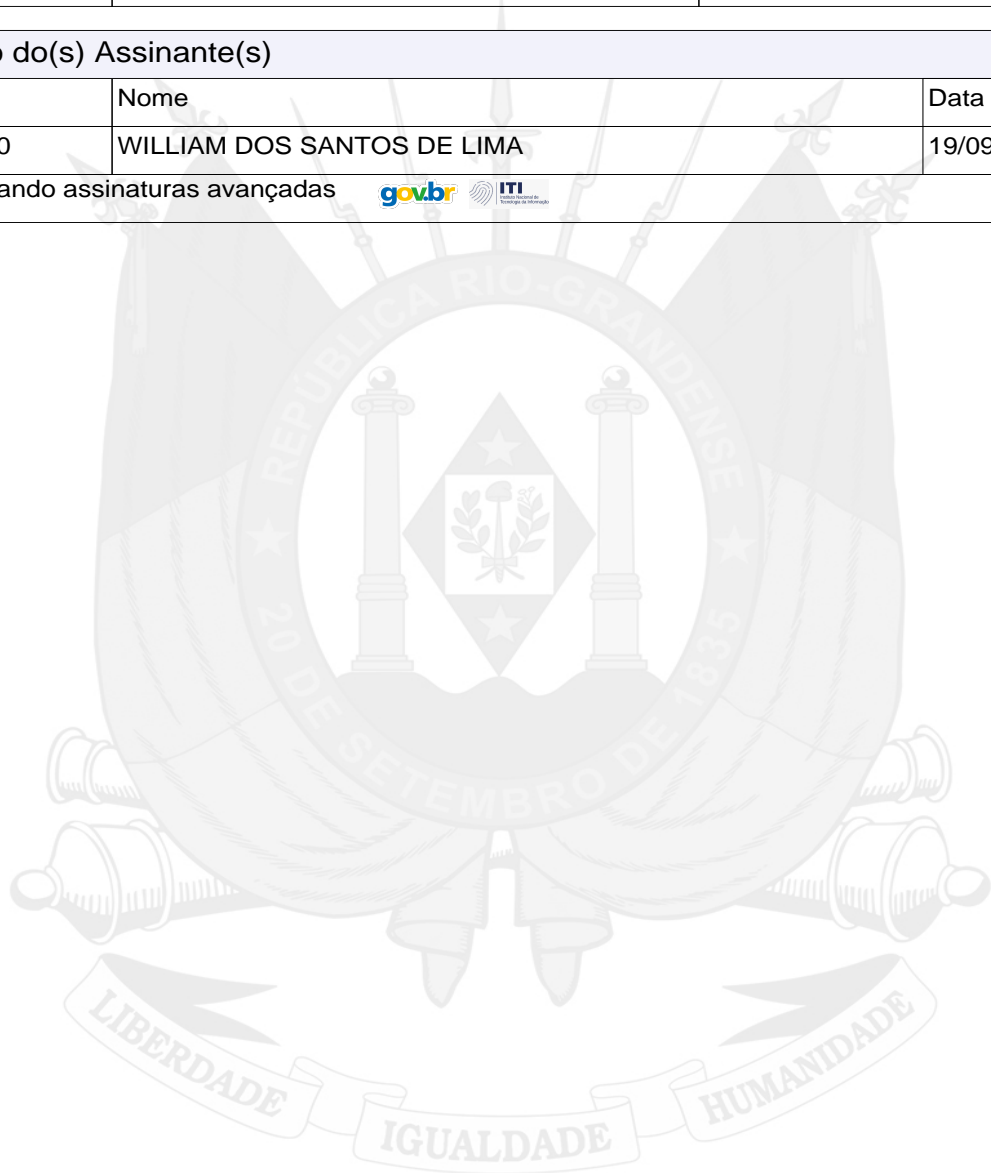 do(s) Assinante(s)
Nome
Data
0
WILLIAM DOS SANTOS DE LIMA
19/09
ando assinaturas avançadas
gov.br
ITI
REPÚBLICA RIO-GRANDENSE
20 DE SETEMBRO DE 1835
LIBERDADE
IGUALDADE
HUMANIDADE